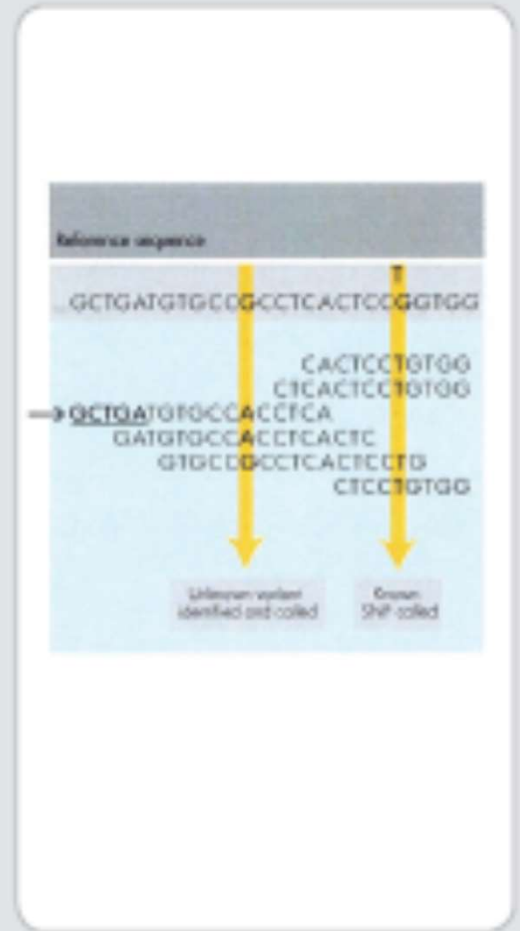 Reference sequence
T
...GCTGATGTGCCGCCTCACTCCGGTGG
CACTCCTGTGG
CTCACTCCTGTGG
GCTGATGTGCCACCTCA
GATGTGCCACCTCACTC
GTGCCGCCTCACTCCTG
CTCCTGTGG
Unknown variant
identified and called
Known
SNP called